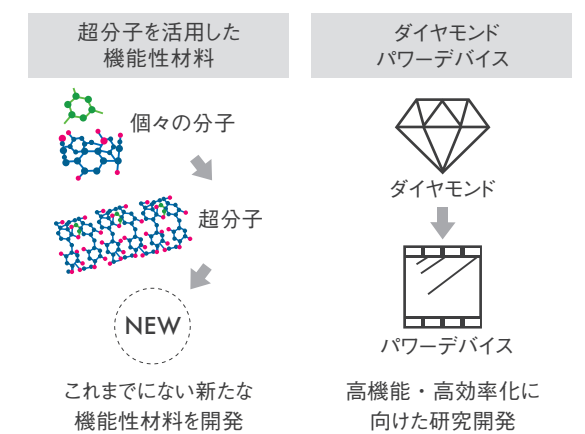 超分子を活用した
機能性材料
個々の分子
超分子
NEW
これまでにない新たな
機能性材料を開発
ダイヤモンド
パワーデバイス
ダイヤモンド
パワーデバイス
高機能・高効率化に
向けた研究開発